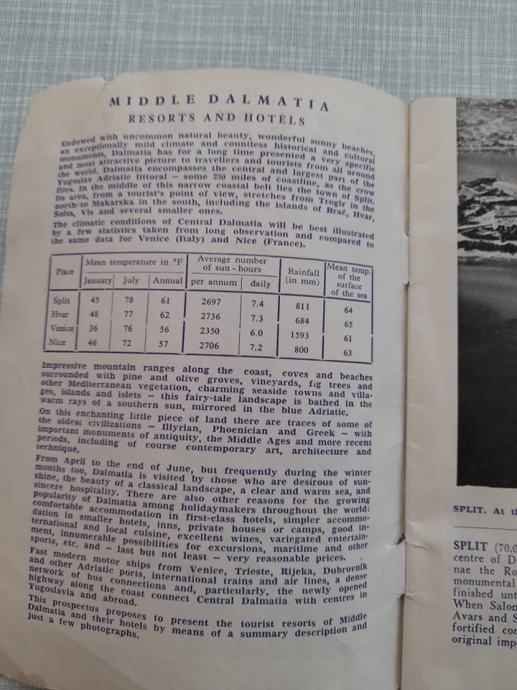 MIDDLE DALMATIA
RESORTS AND HOTELS
Endowed with uncommon natural beauty, wonderful sunny beaches,
an exceptionally mild climate and countless historical and cultural
monuments, Dalmatia has for a long time presented a very specific
and most attractive picture to travellers and tourists from all around
the world. Dalmatia encompasses the central and largest part of the
Yugoslav Adriatic littoral — some 250 miles of coastline, as the crow
flies. In the middle of this narrow coastal belt lies the town of Split.
Its area, from a tourist's point of view, stretches from Trogir in the
north to Makarska in the south, including the islands of Brač, Hvar,
Šolta, Vis and several smaller ones.
The climatic conditions of Central Dalmatia will be best illustrated
by a few statistics taken from long observation and compared to
the same data for Venice (Italy) and Nice (France).
Place Mean temperature in °F Average number of sun - hours Rainfall (in mm) Mean temp. of the surface of the sea
January July Annual per annum daily
Split 45 78 61 2697 7.4 811 64
Hvar 48 77 62 2736 7.3 684 65
Venice 36 76 56 2350 6.0 1593 61
Nice 46 72 57 2706 7.2 800 63
Impressive mountain ranges along the coast, coves and beaches
surrounded with pine and olive groves, vineyards, fig trees and
other Mediterranean vegetation, charming seaside towns and villa-
ges, islands and islets — this fairy-tale landscape is bathed in the
warm rays of a southern sun, mirrored in the blue Adriatic.
On this enchanting little piece of land there are traces of some of
the oldest civilizations — Illyrian, Phoenician and Greek — with
important monuments of antiquity, the Middle Ages and more recent
periods, including of course contemporary art, architecture and
technique.
From April to the end of June, but frequently during the winter
months too, Dalmatia is visited by those who are desirous of sun-
shine, the beauty of a classical landscape, a clear and warm sea, and
sincere hospitality. There are also other reasons for the growing
popularity of Dalmatia among holidaymakers throughout the world:
comfortable accommodation in first-class hotels, simpler accommo-
dation in smaller hotels, inns, private houses or camps, good in-
ternational and local cuisine, excellent wines, variegated entertain-
ment, innumerable possibilities for excursions, maritime and other
sports, etc, and — last but not least — very reasonable prices.
Fast modern motor ships from Venice, Trieste, Rijeka, Dubrovnik
and other Adriatic ports, international trains and air lines, a dense
network of bus connections and, particularly, the newly opened
highway along the coast connect Central Dalmatia with centres in
Yugoslavia and abroad.
This prospectus proposes to present the tourist resorts of Middle
Dalmatia and their hotels by means of a summary description and
just a few photographs.
SPLIT. At
SPLIT (70,
centre of D
nae the Ro
monumental
finished unt
When Salon
Avars and S
fortified con
original imp